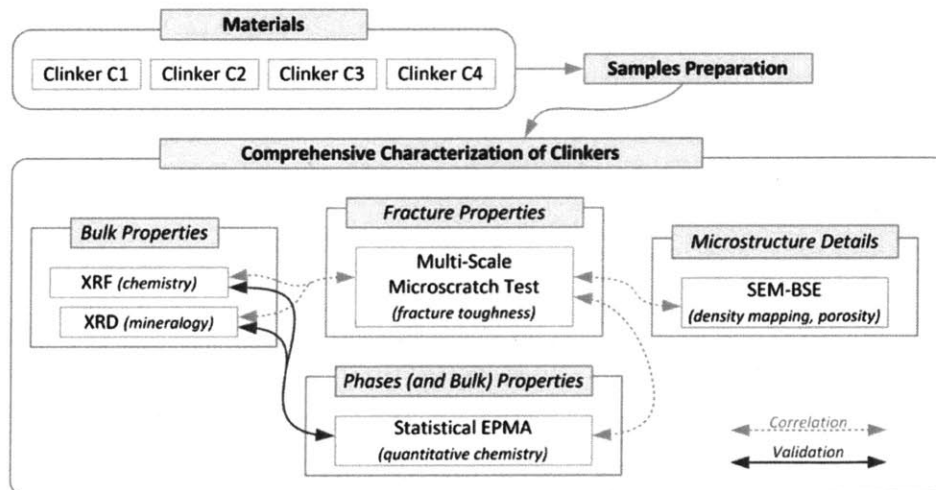 Materials
Clinker C1 Clinker C2 Clinker C3 Clinker C4
Samples Preparation
Comprehensive Characterization of Clinkers
Bulk Properties
XRF (chemistry)
XRD (mineralogy)
Fracture Properties
Multi-Scale
Microscratch Test
(fracture toughness)
Microstructure Details
SEM-BSE
(density mapping, porosity)
Phases (and Bulk) Properties
Statistical EPMA
(quantitative chemistry)
Correlation
Validation